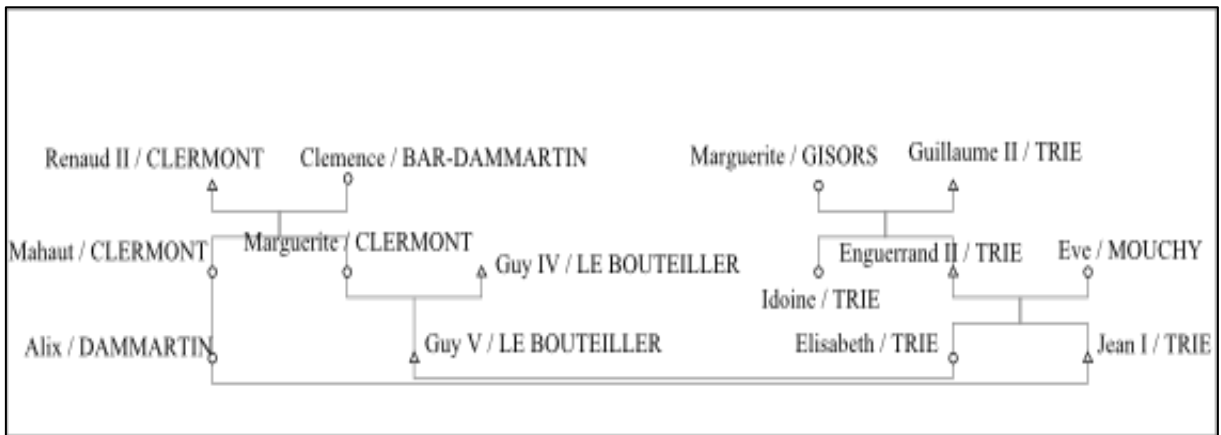 Renaud II / CLERMONT
Clemence / BAR-DAMMARTIN
Marguerite / GISORS
Guillaume II / TRIE
Mahaut / CLERMONT
Marguerite / CLERMONT
Guy IV / LE BOUTEILLER
Enguerrand II / TRIE
Eve / MOUCHY
Idoine / TRIE
Alix / DAMMARTIN
Guy V / LE BOUTEILLER
Elisabeth / TRIE
Jean I / TRIE